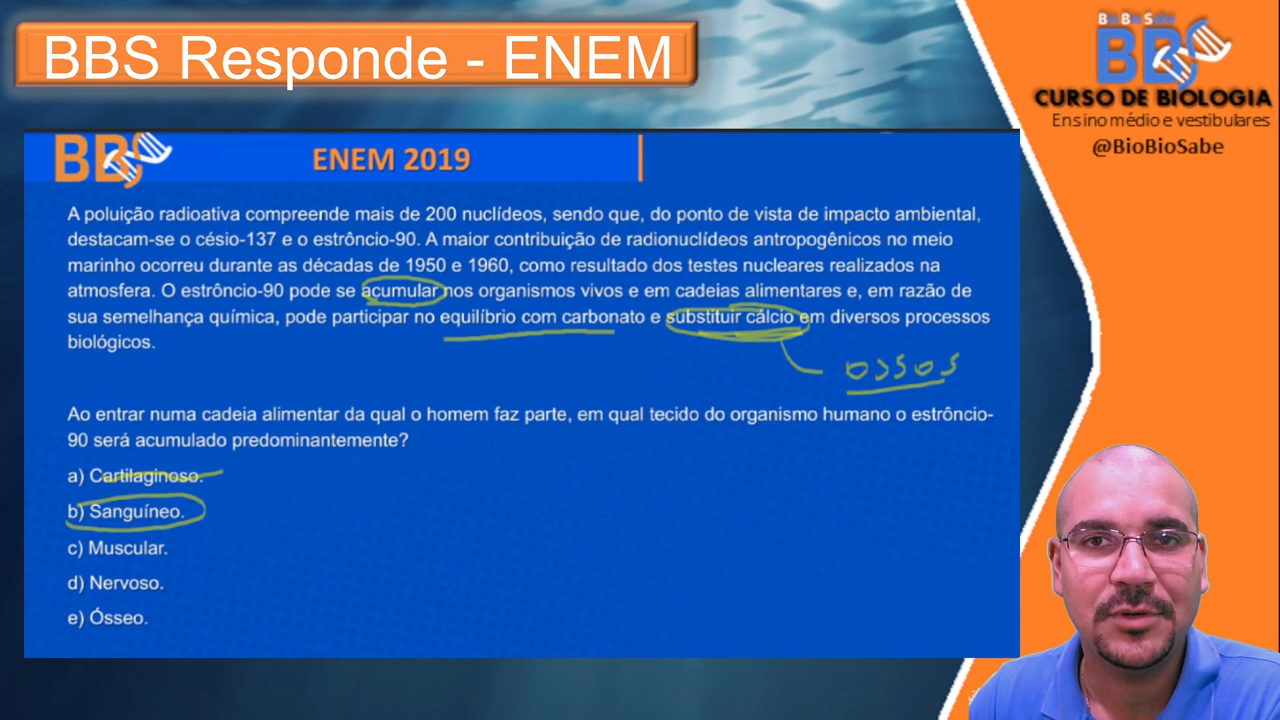 BBS Responde - ENEM
Bio Bio Sabe
BBS
CURSO DE BIOLOGIA
Ensino médio e vestibulares
@BioBioSabe
BBS
ENEM 2019
A poluição radioativa compreende mais de 200 nuclídeos, sendo que, do ponto de vista de impacto ambiental,
destacam-se o césio-137 e o estrôncio-90. A maior contribuição de radionuclídeos antropogênicos no meio
marinho ocorreu durante as décadas de 1950 e 1960, como resultado dos testes nucleares realizados na
atmosfera. O estrôncio-90 pode se acumular nos organismos vivos e em cadeias alimentares e, em razão de
sua semelhança química, pode participar no equilíbrio com carbonato e substituir cálcio em diversos processos
biológicos.
ossos
Ao entrar numa cadeia alimentar da qual o homem faz parte, em qual tecido do organismo humano o estrôncio-
90 será acumulado predominantemente?
a) Cartilaginoso.
b) Sanguíneo.
c) Muscular.
d) Nervoso.
e) Ósseo.